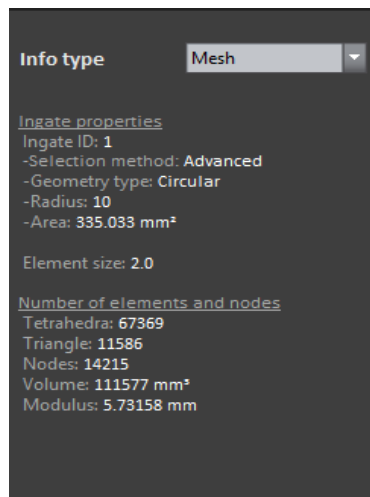 Info type Mesh
Ingate properties
Ingate ID: 1
-Selection method: Advanced
-Geometry type: Circular
-Radius: 10
-Area: 335.033 mm²
Element size: 2.0
Number of elements and nodes
Tetrahedra: 67369
Triangle: 11586
Nodes: 14215
Volume: 111577 mm³
Modulus: 5.73158 mm